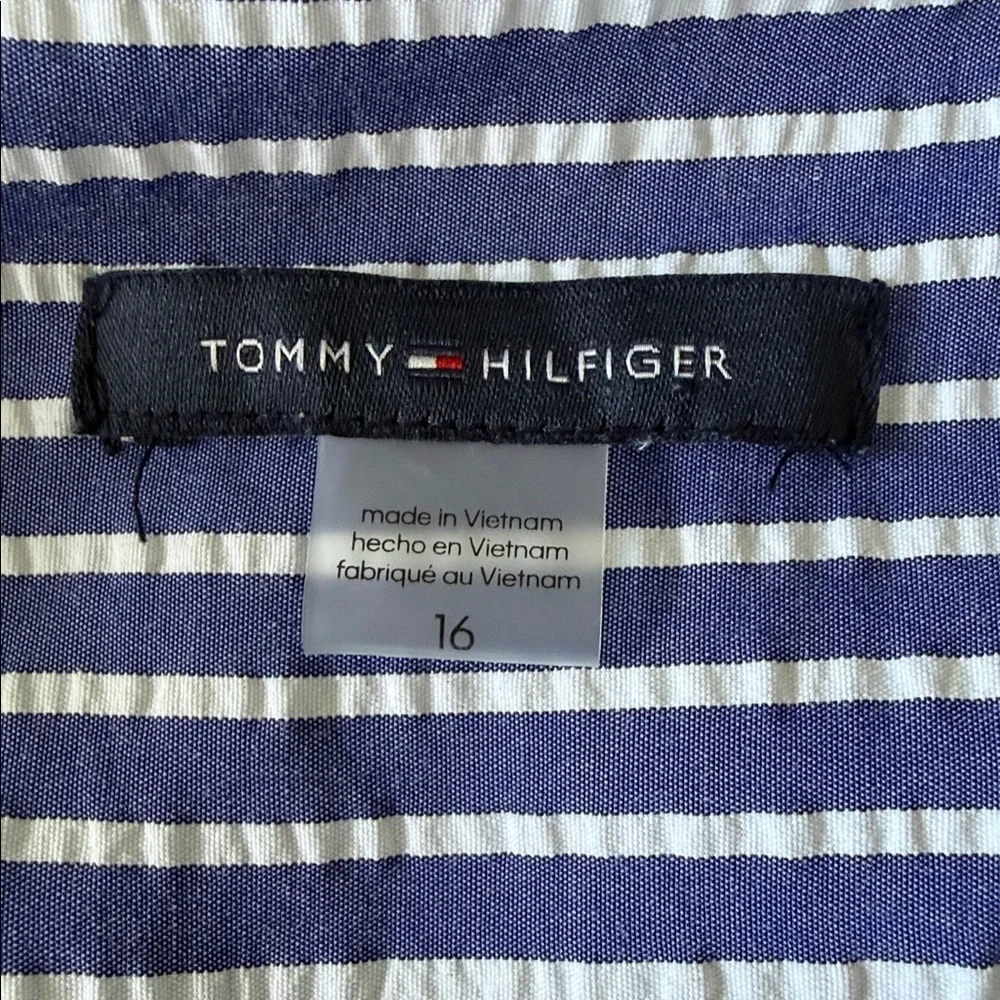 TOMMY HILFIGER
made in Vietnam
hecho en Vietnam
fabriqué au Vietnam
16